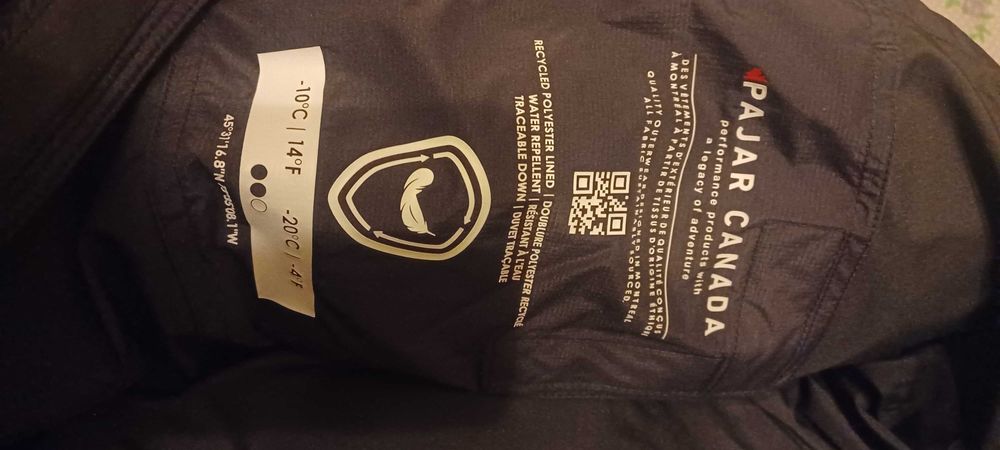 PAJAR CANADA
performance products with
a legacy of adventure
DES VÊTEMENTS D'EXTÉRIEUR DE QUALITÉ CONÇUS
À MONTRÉAL À PARTIR DE TISSUS D'ORIGINE
QUALITY OUTERWEAR DESIGNED IN MONTREAL
ALL FABRICS SOURCED
RECYCLED POLYESTER LINED | DOUBLURE POLYESTER RECYCLÉ
WATER REPELLENT | RÉSISTANT À L'EAU
TRACEABLE DOWN | DUVET TRAÇABLE
-10°C | 14°F -20°C | -4°F
45°31'16.8"N